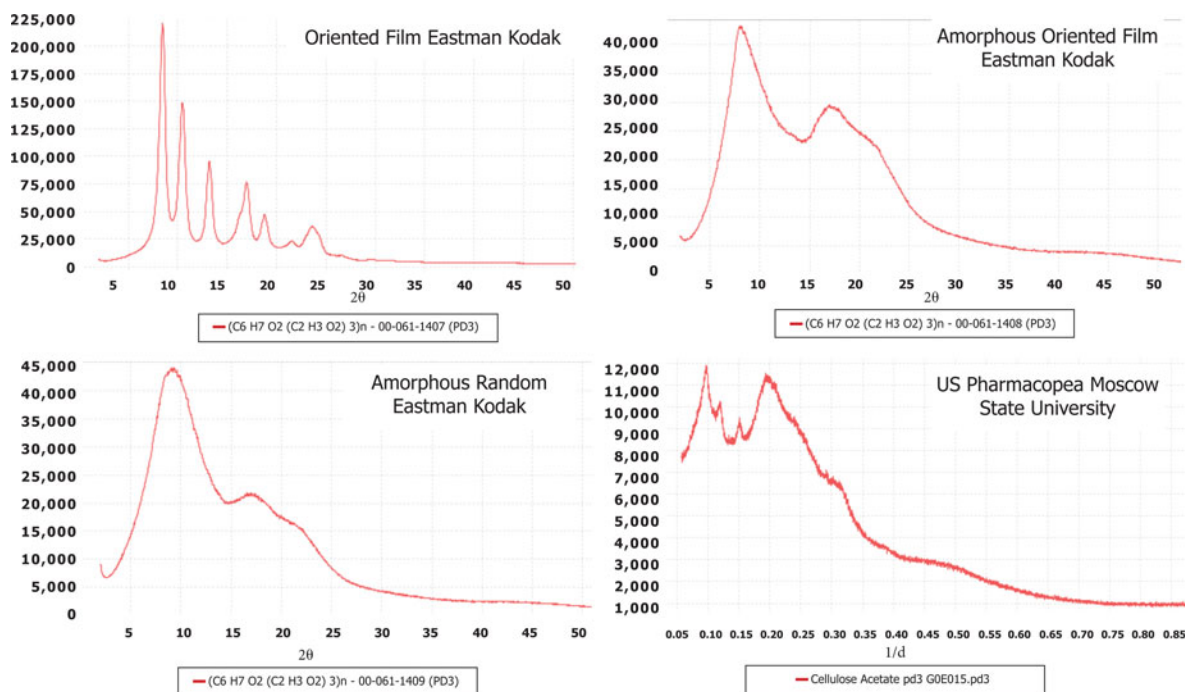 225,000
200,000
175,000
150,000
125,000
100,000
75,000
50,000
25,000
0
Oriented Film Eastman Kodak
5 10 15 20 25 30 35 40 45 50
2θ
(C6 H7 O2 (C2 H3 O2) 3)n - 00-061-1407 (PD3)
40,000
35,000
30,000
25,000
20,000
15,000
10,000
5,000
0
Amorphous Oriented Film
Eastman Kodak
5 10 15 20 25 30 35 40 45 50
2θ
(C6 H7 O2 (C2 H3 O2) 3)n - 00-061-1408 (PD3)
45,000
40,000
35,000
30,000
25,000
20,000
15,000
10,000
5,000
0
Amorphous Random
Eastman Kodak
5 10 15 20 25 30 35 40 45 50
2θ
(C6 H7 O2 (C2 H3 O2) 3)n - 00-061-1409 (PD3)
12,000
11,000
10,000
9,000
8,000
7,000
6,000
5,000
4,000
3,000
2,000
1,000
US Pharmacopea Moscow
State University
0.05 0.10 0.15 0.20 0.25 0.30 0.35 0.40 0.45 0.50 0.55 0.60 0.65 0.70 0.75 0.80 0.85
1/d
Cellulose Acetate pd3 G0E015.pd3